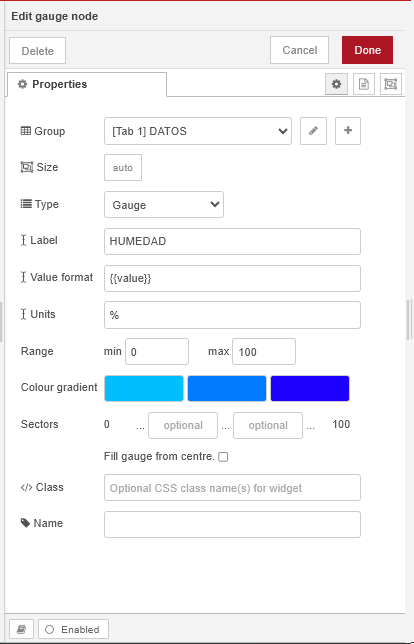 Edit gauge node
Delete
Cancel
Done
Properties
Group
[Tab 1] DATOS
Size
auto
Type
Gauge
Label
HUMEDAD
Value format
{{value}}
Units
%
Range
min 0
max 100
Colour gradient
Sectors
0 ... optional ... optional ... 100
Fill gauge from centre.
</> Class
Optional CSS class name(s) for widget
Name
Enabled